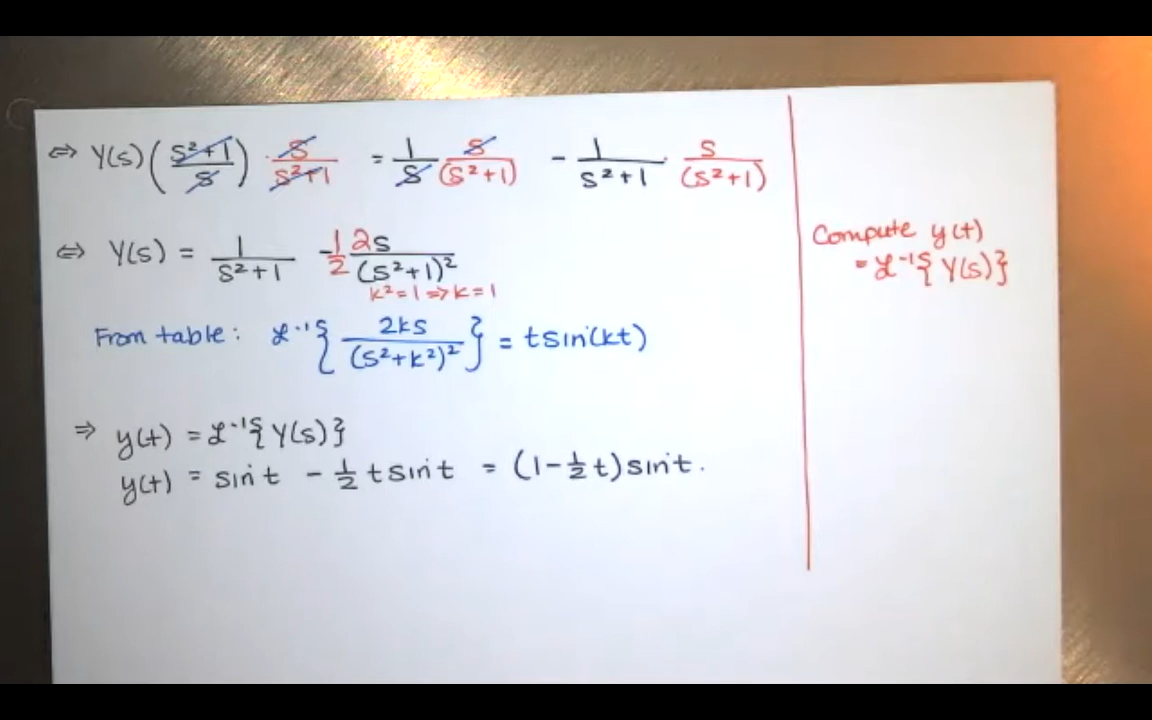 ⇔ Y(s) ( (s²+1)/s ) · s/(s²+1) = 1/s · s/(s²+1) - 1/(s²+1) · s/(s²+1)
⇔ Y(s) = 1/(s²+1) - 1/2 2s/(s²+1)²
k²=1 ⇒ k=1
From table: ℒ⁻¹{ 2ks/(s²+k²)² } = t sin(kt)
⇒ y(t) = ℒ⁻¹{ Y(s) }
y(t) = sin t - 1/2 t sin t = (1 - 1/2 t) sin t.
Compute y(t)
= ℒ⁻¹{ Y(s) }